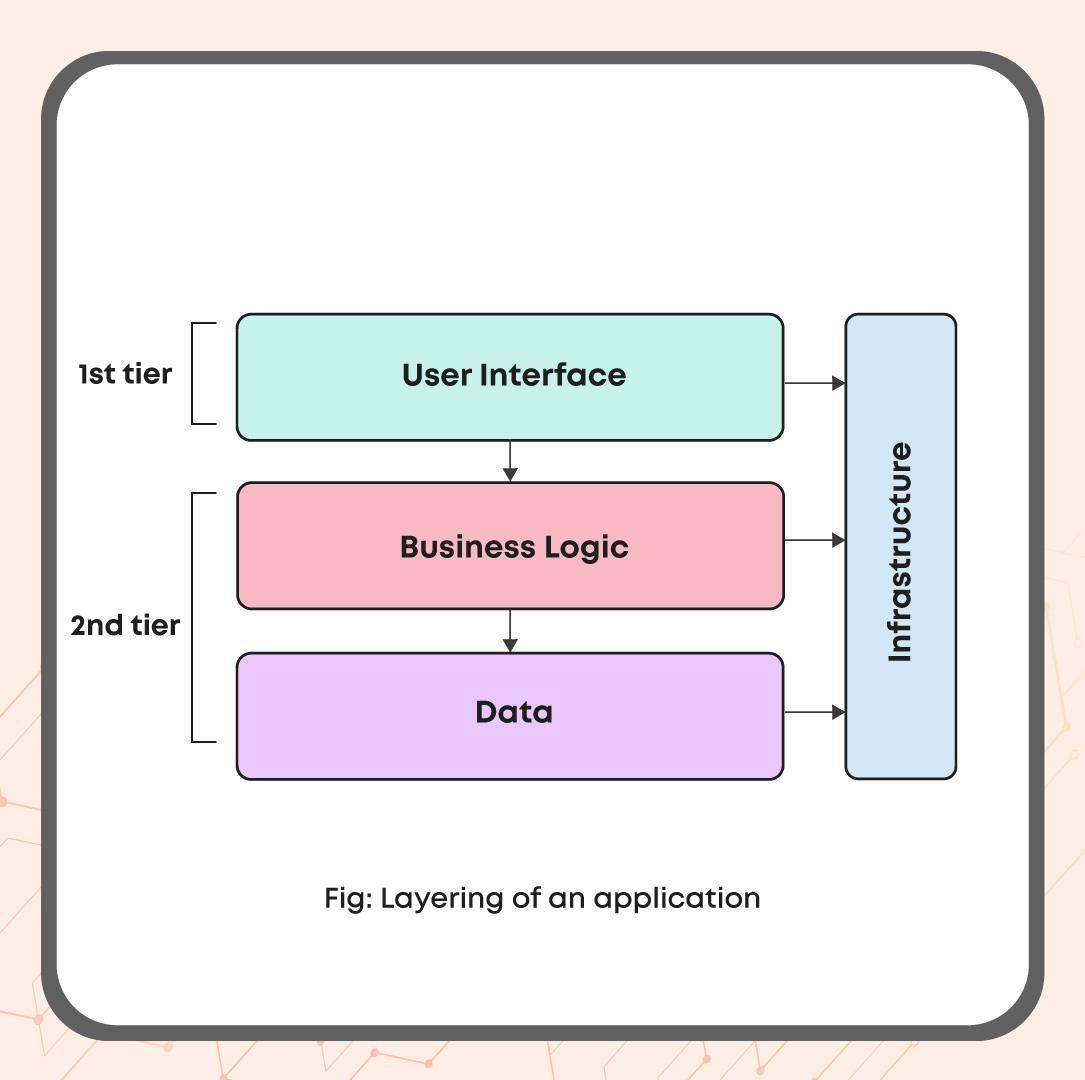 1st tier
User Interface
2nd tier
Business Logic
Data
Infrastructure
Fig: Layering of an application